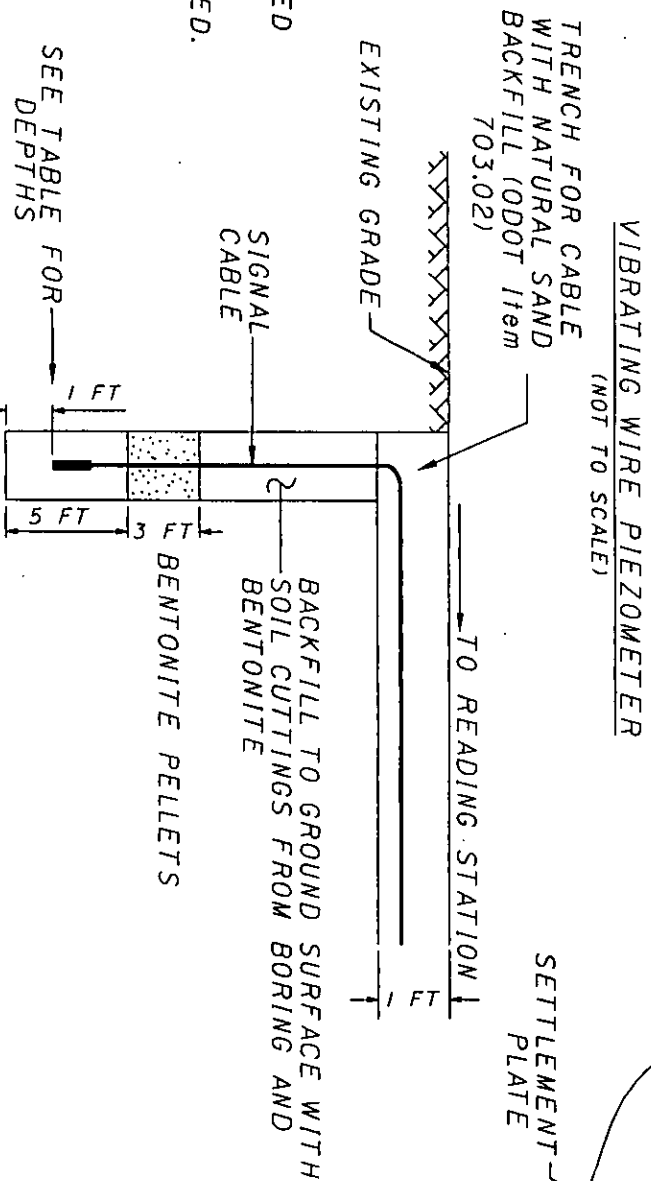 VIBRATING WIRE PIEZOMETER
(NOT TO SCALE)
TRENCH FOR CABLE
WITH NATURAL SAND
BACKFILL (ODOT Item
703.02)
EXISTING GRADE
TO READING STATION
SETTLEMENT
PLATE
1 FT
SIGNAL
CABLE
BACKFILL TO GROUND SURFACE WITH
SOIL CUTTINGS FROM BORING AND
BENTONITE
BENTONITE PELLETS
3 FT
5 FT
1 FT
SEE TABLE FOR
DEPTHS
ED
ED.